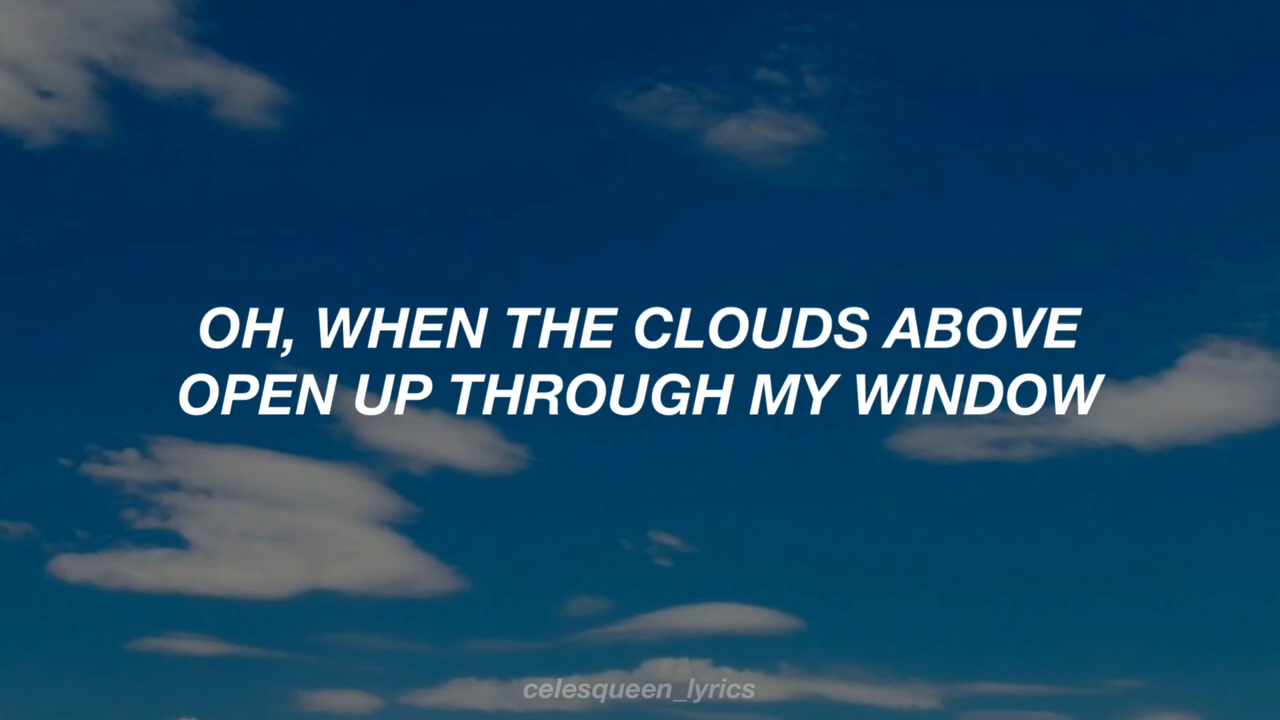 OH, WHEN THE CLOUDS ABOVE
OPEN UP THROUGH MY WINDOW
celesqueen_lyrics